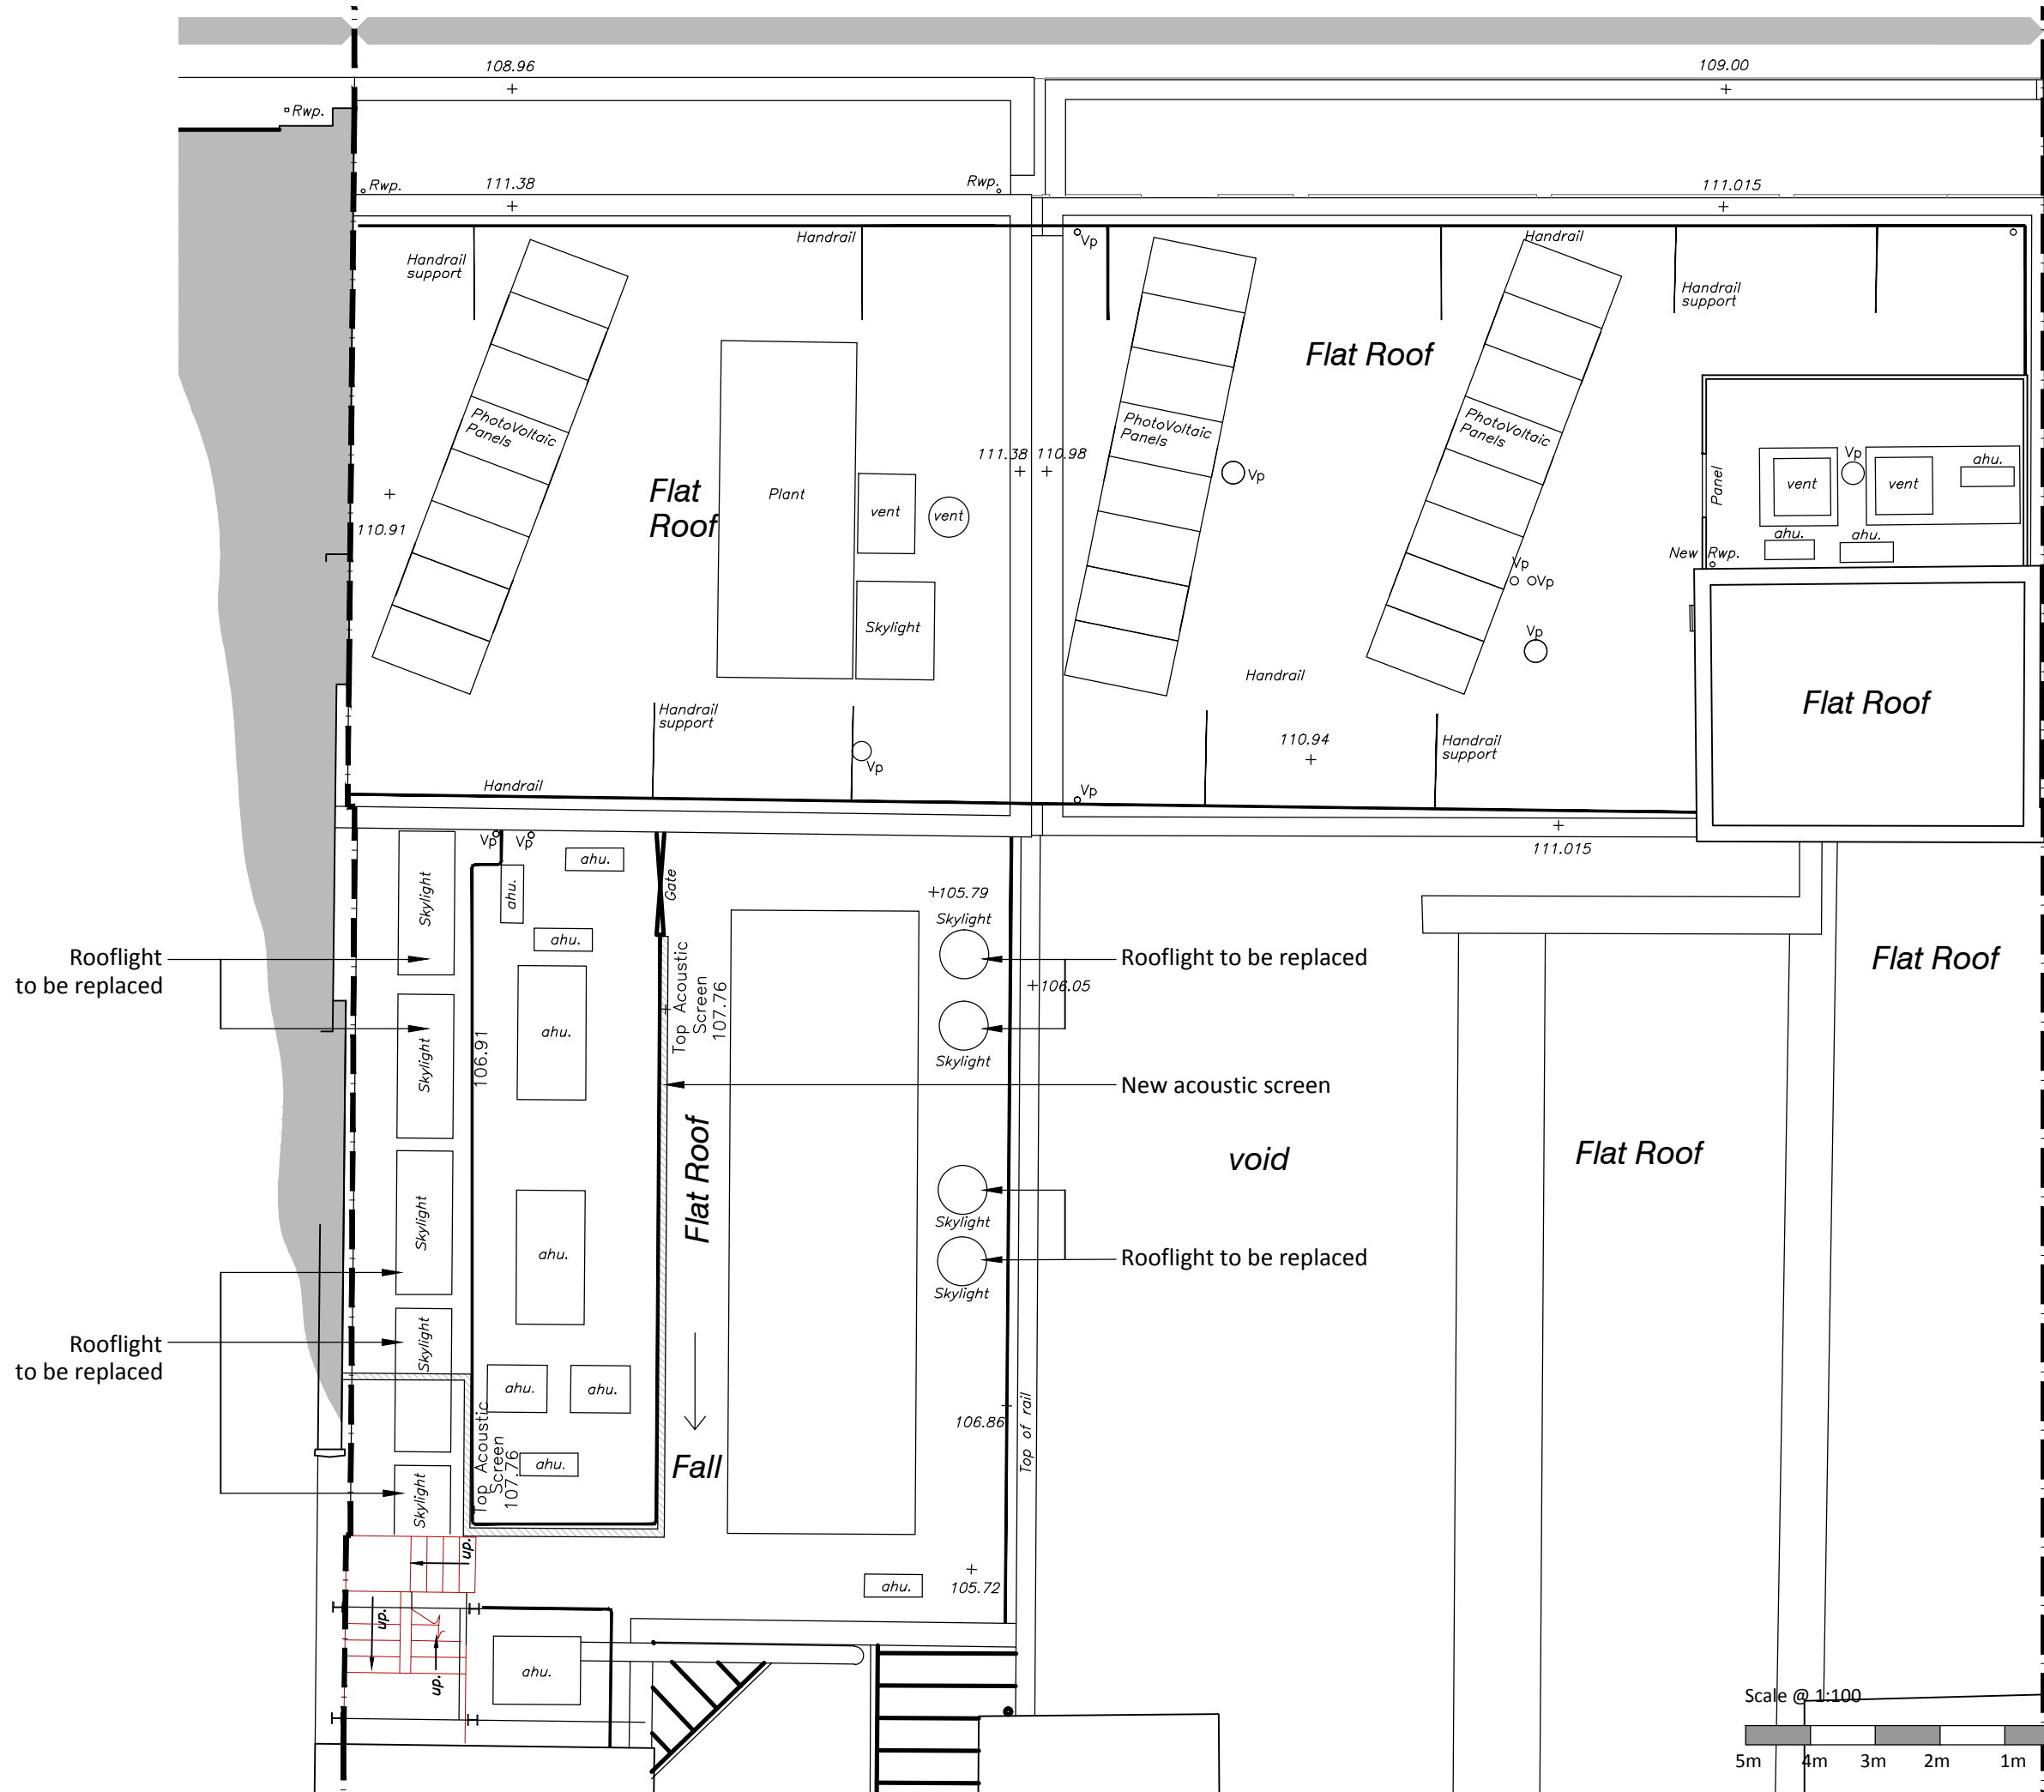 108.96
109.00
Rwp.
Rwp.
111.38
Rwp.
111.015
Handrail
Vp
Handrail
Handrail
support
Handrail
support
Flat Roof
PhotoVoltaic
Panels
PhotoVoltaic
Panels
PhotoVoltaic
Panels
111.38
110.98
Vp
Vp
ahu.
Flat
Roof
Plant
vent
vent
Panel
vent
vent
110.91
ahu.
ahu.
New Rwp.
Vp
Vp
Skylight
Vp
Handrail
Flat Roof
Handrail
support
110.94
Handrail
support
Vp
Handrail
Vp
Vp
Vp
111.015
ahu.
Gate
ahu.
Skylight
+105.79
Skylight
ahu.
Rooflight
to be replaced
Rooflight to be replaced
Flat Roof
Top Acoustic
Screen
107.76
+106.05
Skylight
106.91
ahu.
Skylight
New acoustic screen
Flat Roof
void
Flat Roof
Skylight
Skylight
ahu.
Rooflight to be replaced
Skylight
Rooflight
to be replaced
Skylight
ahu.
ahu.
106.86
Top of rail
Top Acoustic
Screen
107.76
ahu.
Fall
Skylight
up.
ahu.
105.72
up.
up.
ahu.
Scale @ 1:100
5m
4m
3m
2m
1m